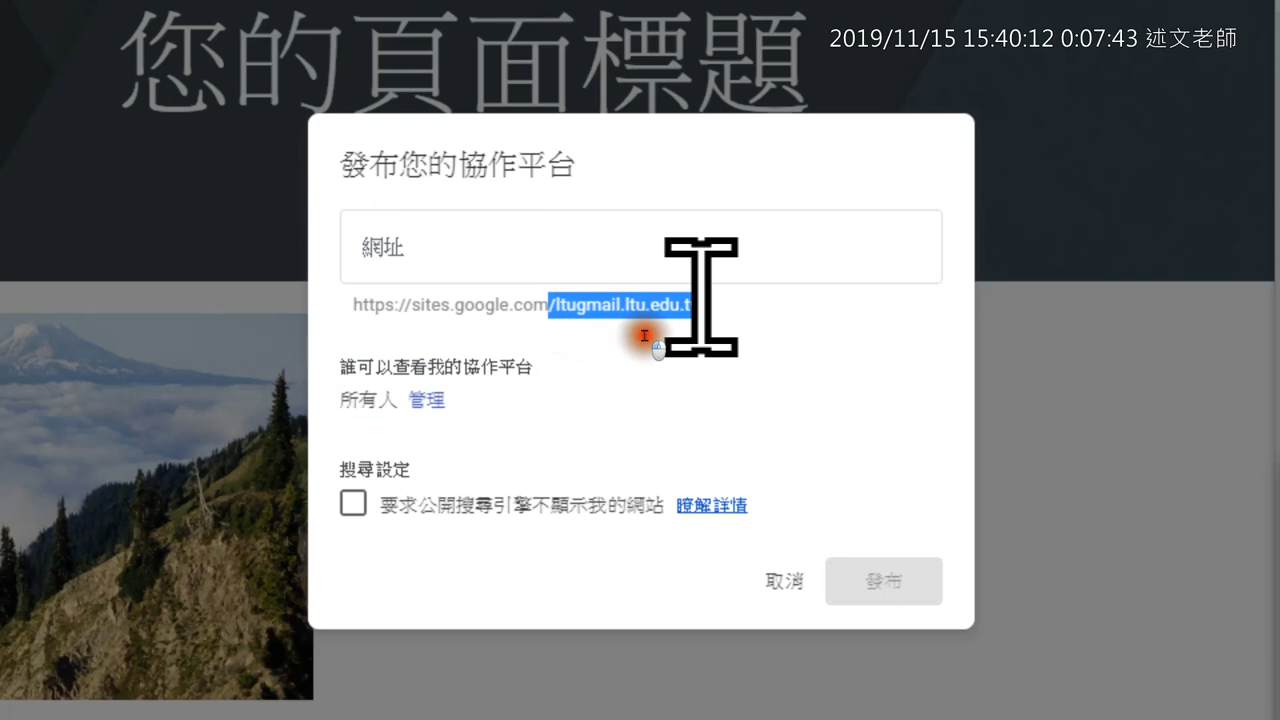 您的頁面標題
2019/11/15 15:40:12 0:07:43 述文老師
發布您的協作平台
網址
https://sites.google.com/ltugmail.ltu.edu.t
誰可以查看我的協作平台
所有人 管理
搜尋設定
要求公開搜尋引擎不顯示我的網站 瞭解詳情
取消 發布